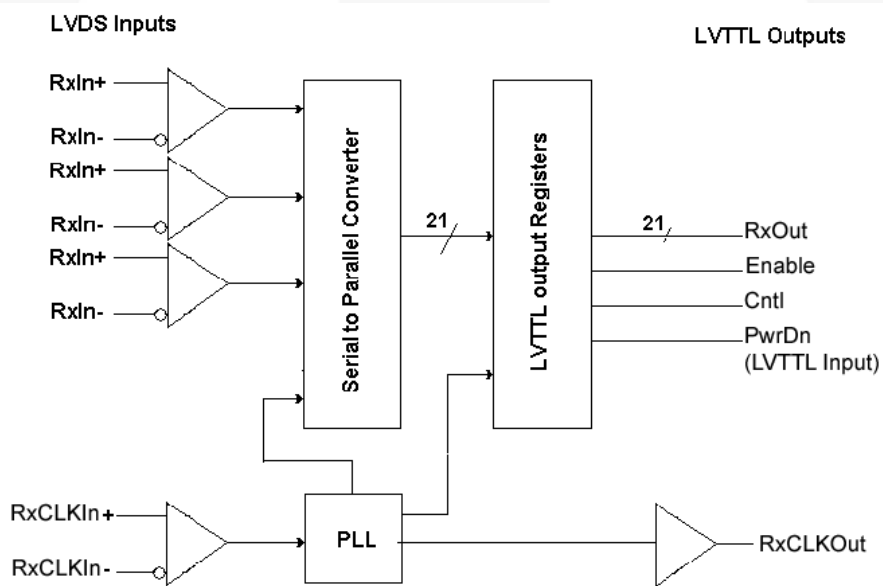 LVDS Inputs
LVTTL Outputs
RxIn+
RxIn-
RxIn+
RxIn-
RxIn+
RxIn-
Serial to Parallel Converter
21
LVTTL output Registers
21
RxOut
Enable
Cntl
PwrDn
(LVTTL Input)
RxCLKIn+
RxCLKIn-
PLL
RxCLKOut